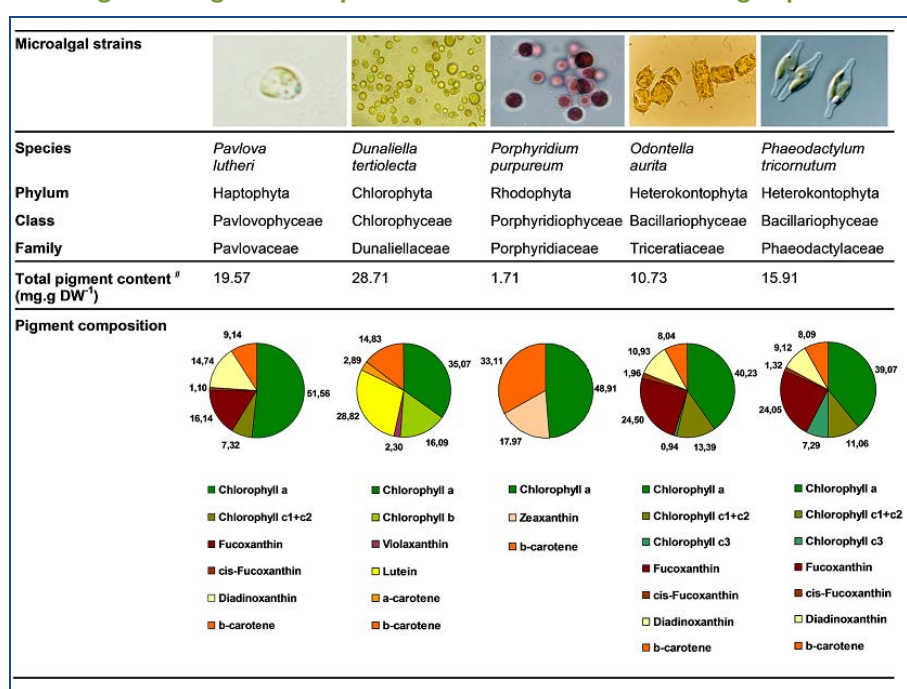 Microalgal strains
Species Pavlova lutheri Dunaliella tertiolecta Porphyridium purpureum Odontella aurita Phaeodactylum tricornutum
Phylum Haptophyta Chlorophyta Rhodophyta Heterokontophyta Heterokontophyta
Class Pavlovophyceae Chlorophyceae Porphyridiophyceae Bacillariophyceae Bacillariophyceae
Family Pavlovaceae Dunaliellaceae Porphyridiaceae Triceratiaceae Phaeodactylaceae
Total pigment content # (mg.g DW-1) 19.57 28.71 1.71 10.73 15.91
Pigment composition
9,14
14,74
1,10
16,14
7,32
51,56
14,83
2,89
28,82
2,30
16,09
35,07
33,11
17.97
48,91
8,04
10,93
1,96
24,50
0,94
13,39
40,23
8,09
9,12
1,32
24,05
7,29
11,06
39,07
Chlorophyll a
Chlorophyll c1+c2
Fucoxanthin
cis-Fucoxanthin
Diadinoxanthin
b-carotene
Chlorophyll a
Chlorophyll b
Violaxanthin
Lutein
a-carotene
b-carotene
Chlorophyll a
Zeaxanthin
b-carotene
Chlorophyll a
Chlorophyll c1+c2
Chlorophyll c3
Fucoxanthin
cis-Fucoxanthin
Diadinoxanthin
b-carotene
Chlorophyll a
Chlorophyll c1+c2
Chlorophyll c3
Fucoxanthin
cis-Fucoxanthin
Diadinoxanthin
b-carotene